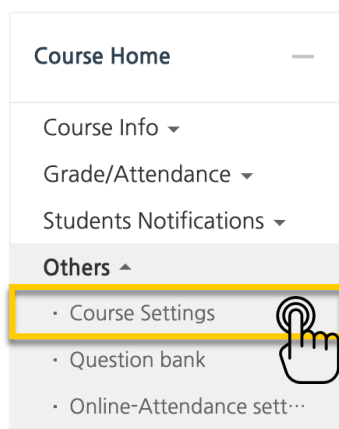 Course Home
Course Info
Grade/Attendance
Students Notifications
Others
· Course Settings
· Question bank
· Online-Attendance sett…